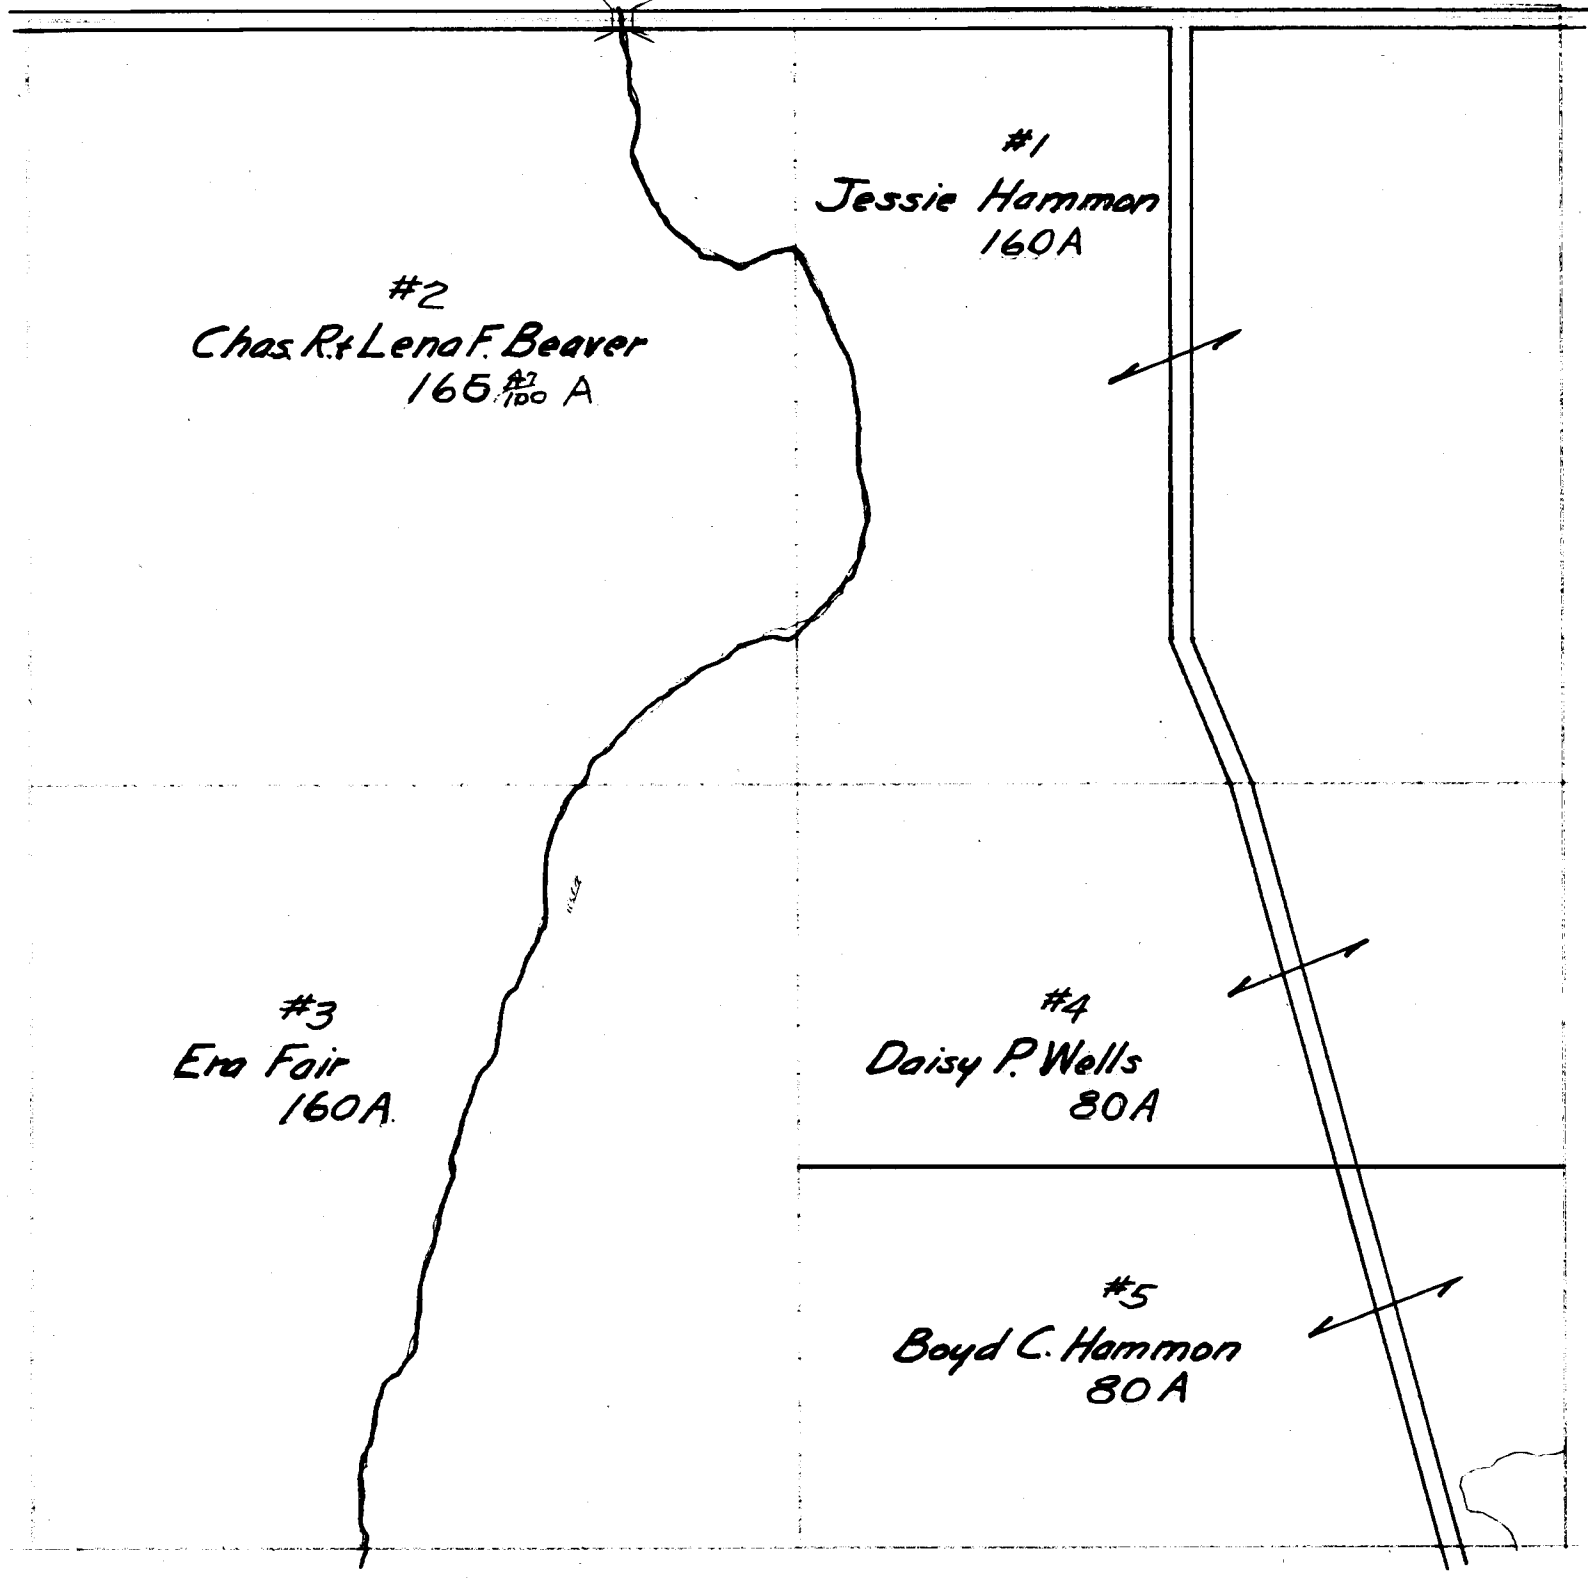 #1
Jessie Hammon
160A
#2
Chas. R. + Lena F. Beaver
165 47/100 A
#3
Era Fair
160A.
#4
Daisy P. Wells
80A
#5
Boyd C. Hammon
80A